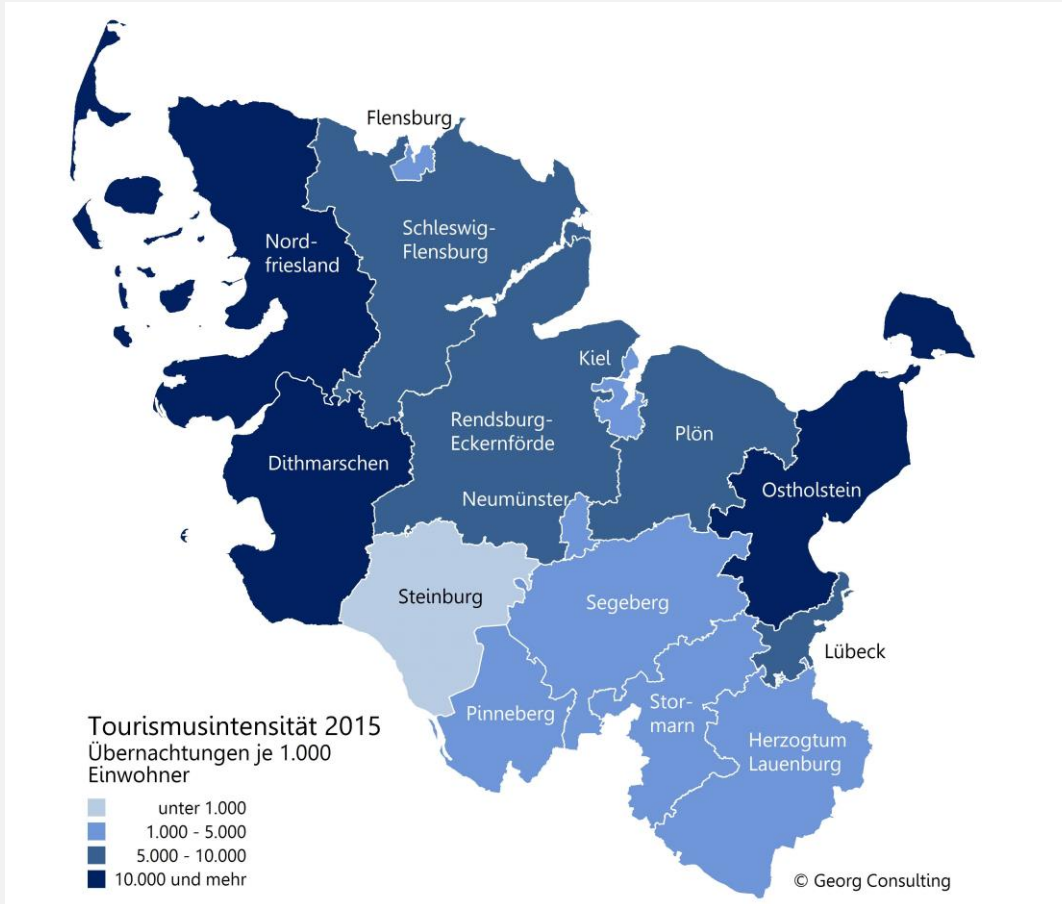 Flensburg
Schleswig-
Flensburg
Nord-
friesland
Kiel
Rendsburg-
Eckernförde
Plön
Dithmarschen
Ostholstein
Neumünster
Steinburg
Segeberg
Lübeck
Pinneberg
Stor-
marn
Herzogtum
Lauenburg
Tourismusintensität 2015
Übernachtungen je 1.000
Einwohner
unter 1.000
1.000 - 5.000
5.000 - 10.000
10.000 und mehr
© Georg Consulting